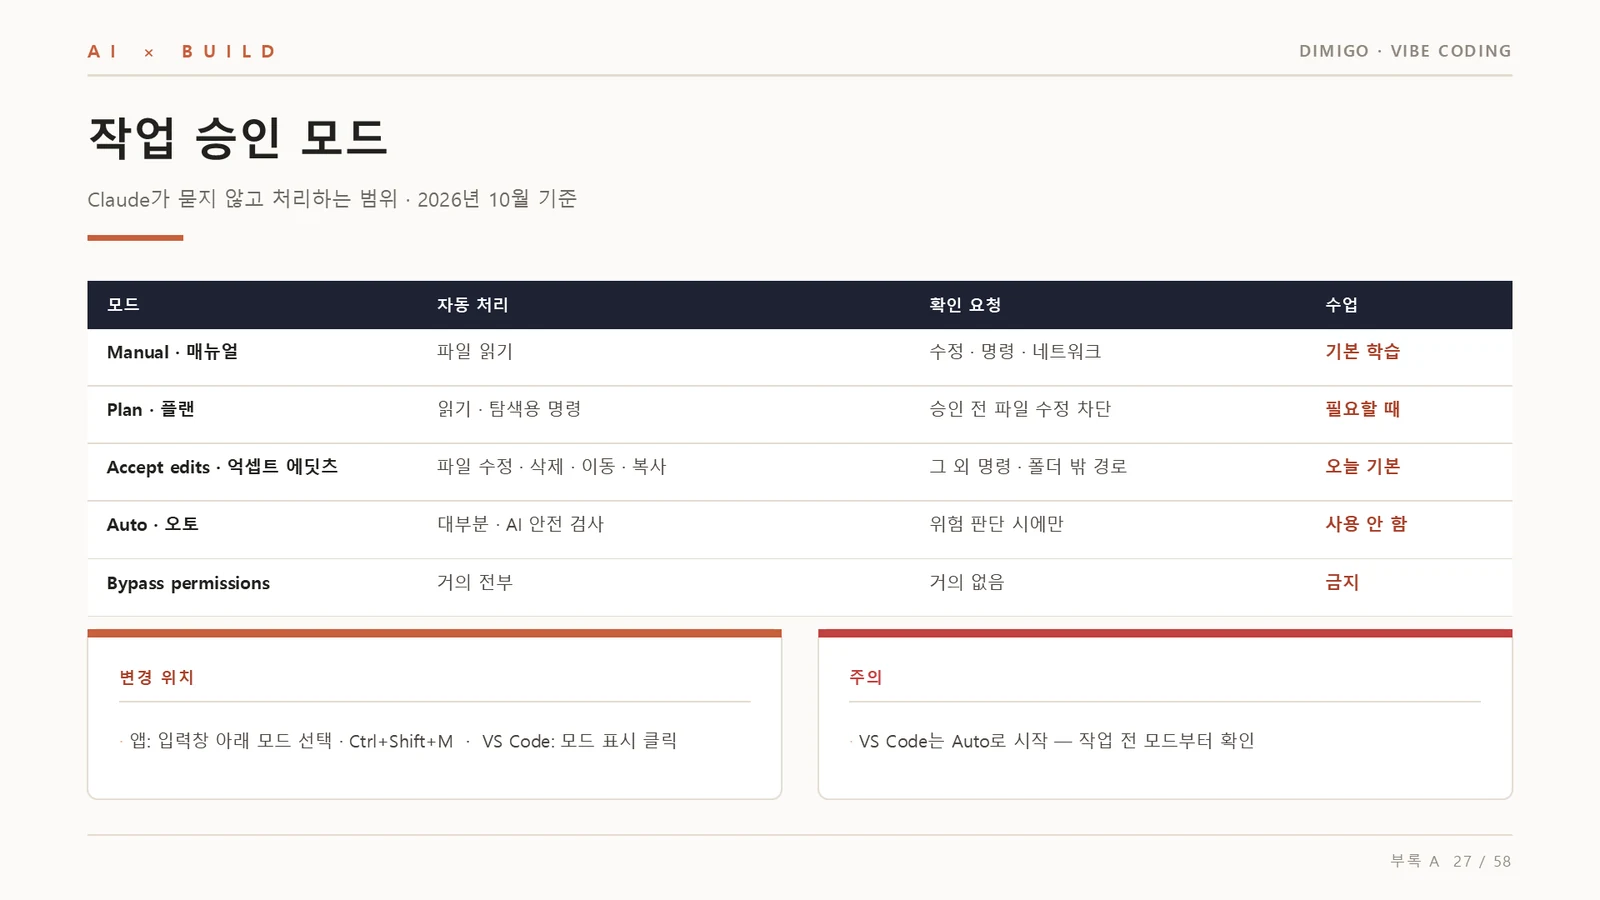 AI × BUILD
DIMIGO · VIBE CODING
작업 승인 모드
Claude가 묻지 않고 처리하는 범위 · 2026년 10월 기준
모드 자동 처리 확인 요청 수업
Manual · 매뉴얼 파일 읽기 수정 · 명령 · 네트워크 기본 학습
Plan · 플랜 읽기 · 탐색용 명령 승인 전 파일 수정 차단 필요할 때
Accept edits · 억셉트 에딧츠 파일 수정 · 삭제 · 이동 · 복사 그 외 명령 · 폴더 밖 경로 오늘 기본
Auto · 오토 대부분 · AI 안전 검사 위험 판단 시에만 사용 안 함
Bypass permissions 거의 전부 거의 없음 금지
변경 위치
· 앱: 입력창 아래 모드 선택 · Ctrl+Shift+M · VS Code: 모드 표시 클릭
주의
· VS Code는 Auto로 시작 — 작업 전 모드부터 확인
부록 A 27 / 58